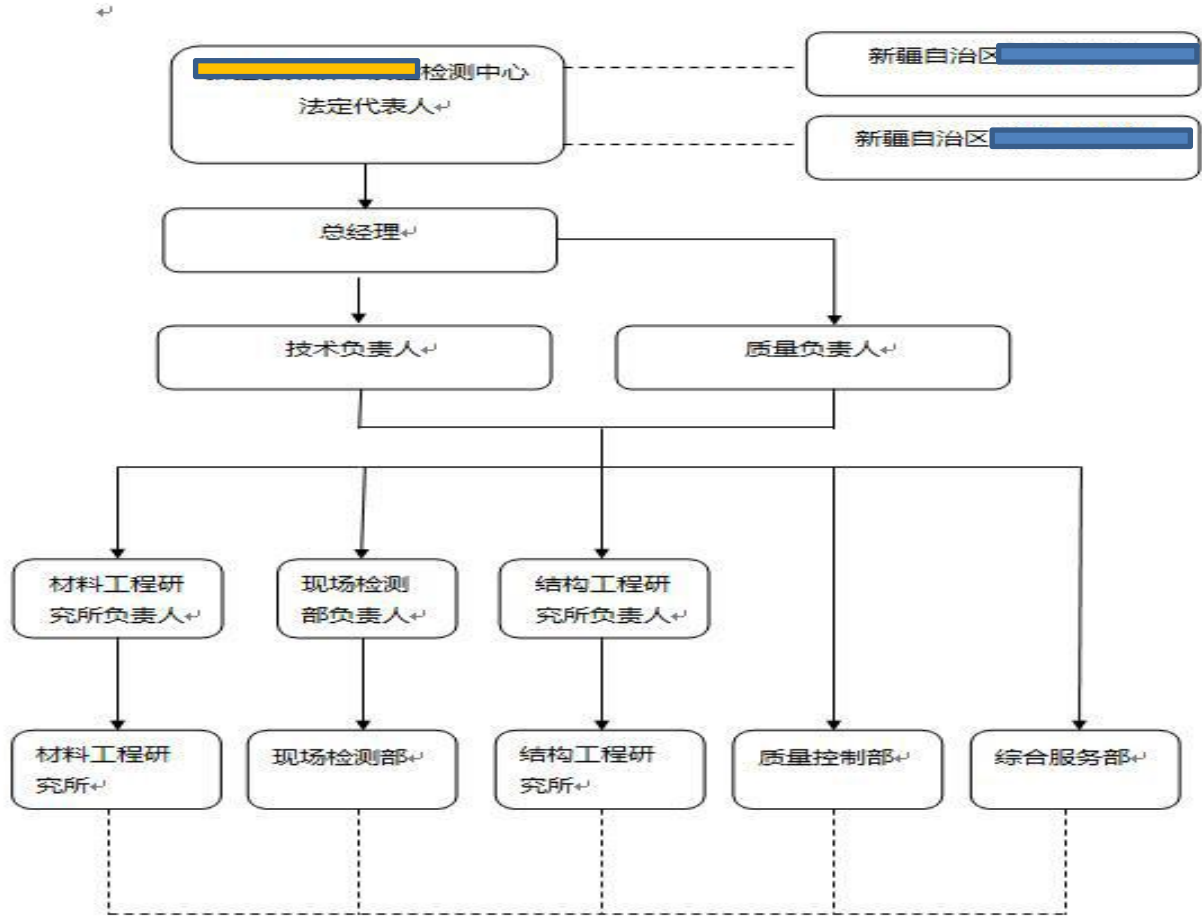 检测中心
法定代表人
新疆自治区
新疆自治区
总经理
技术负责人
质量负责人
材料工程研
究所负责人
现场检测
部负责人
结构工程研
究所负责人
材料工程研
究所
现场检测部
结构工程研
究所
质量控制部
综合服务部